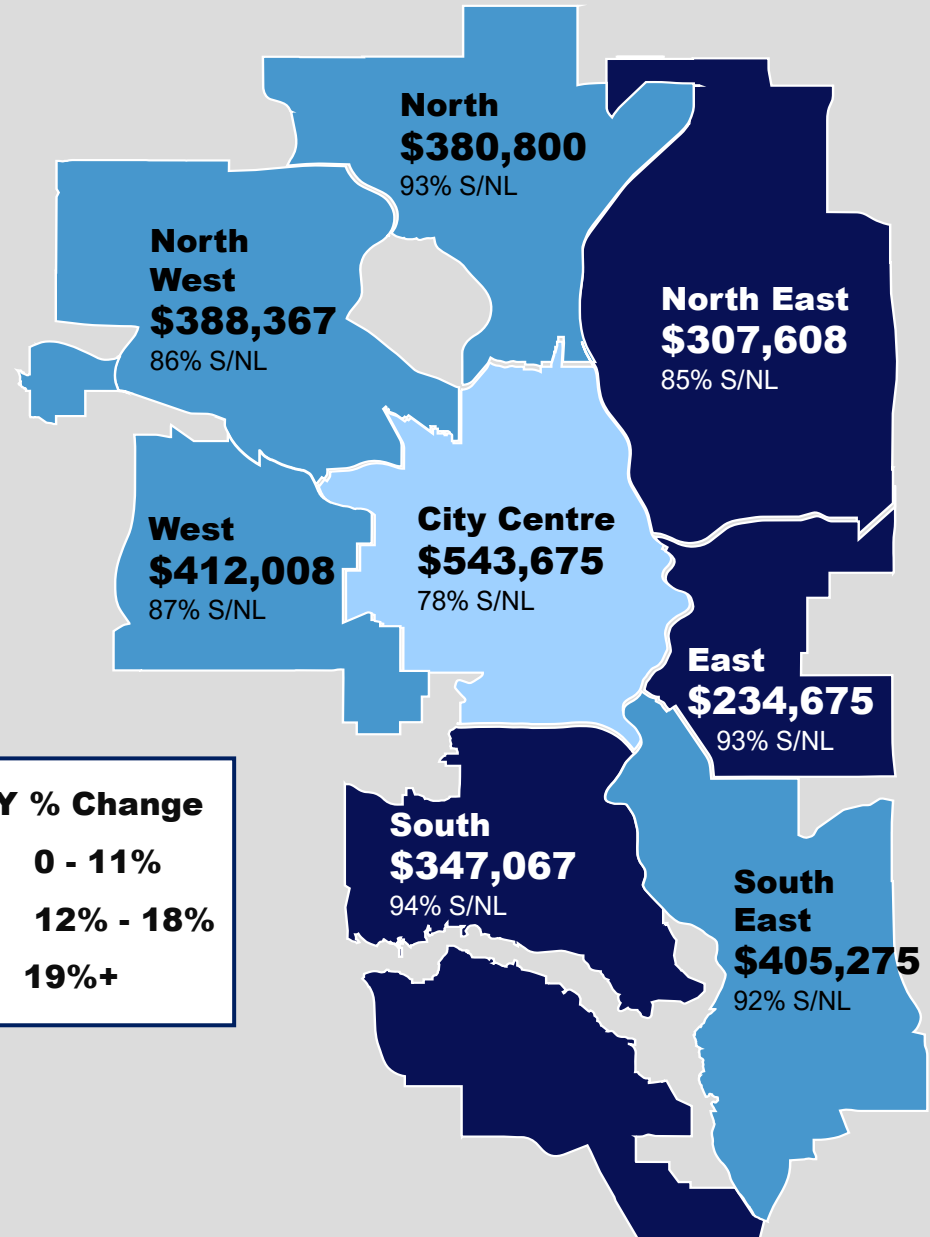 North
$380,800
93% S/NL
North
West
$388,367
86% S/NL
North East
$307,608
85% S/NL
West
$412,008
87% S/NL
City Centre
$543,675
78% S/NL
East
$234,675
93% S/NL
Y % Change
0 - 11%
12% - 18%
19%+
South
$347,067
94% S/NL
South
East
$405,275
92% S/NL